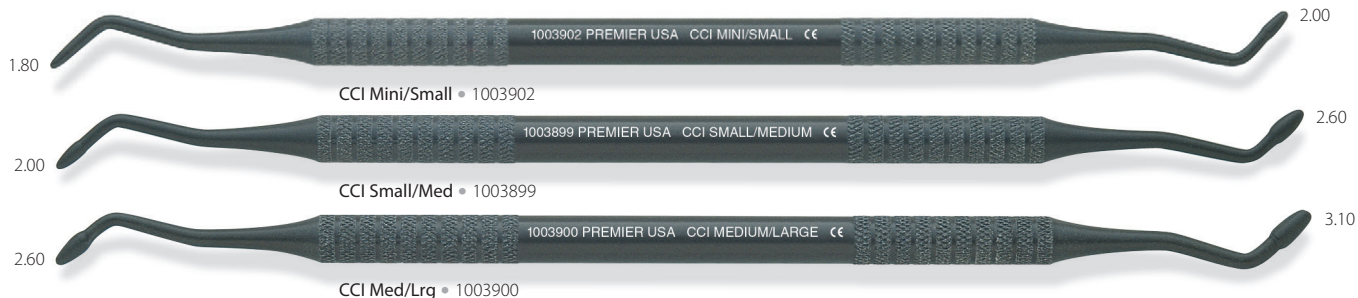 2.00
1003902 PREMIER USA CCI MINI/SMALL CE
1.80
CCI Mini/Small • 1003902
2.60
1003899 PREMIER USA CCI SMALL/MEDIUM CE
2.00
CCI Small/Med • 1003899
3.10
1003900 PREMIER USA CCI MEDIUM/LARGE CE
2.60
CCI Med/Lrg • 1003900